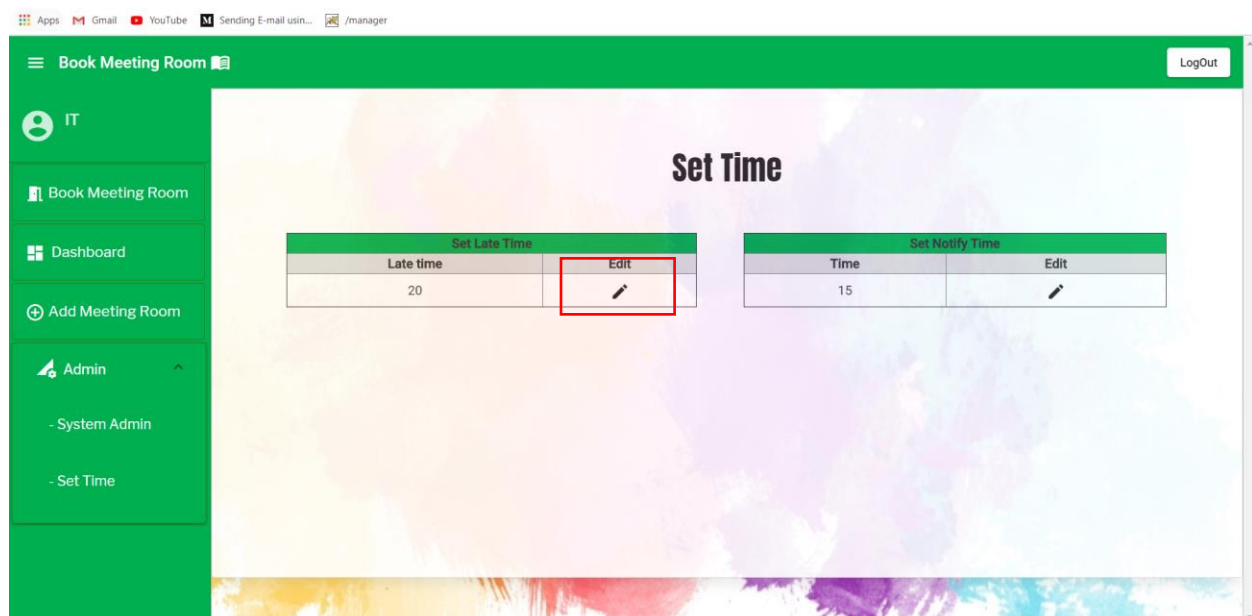 Apps Gmail YouTube Sending E-mail usin... /manager
Book Meeting Room LogOut
IT
Set Time
Book Meeting Room
Set Late Time Set Notify Time
Late time Edit Time Edit
20 15
Dashboard
Add Meeting Room
Admin
- System Admin
- Set Time